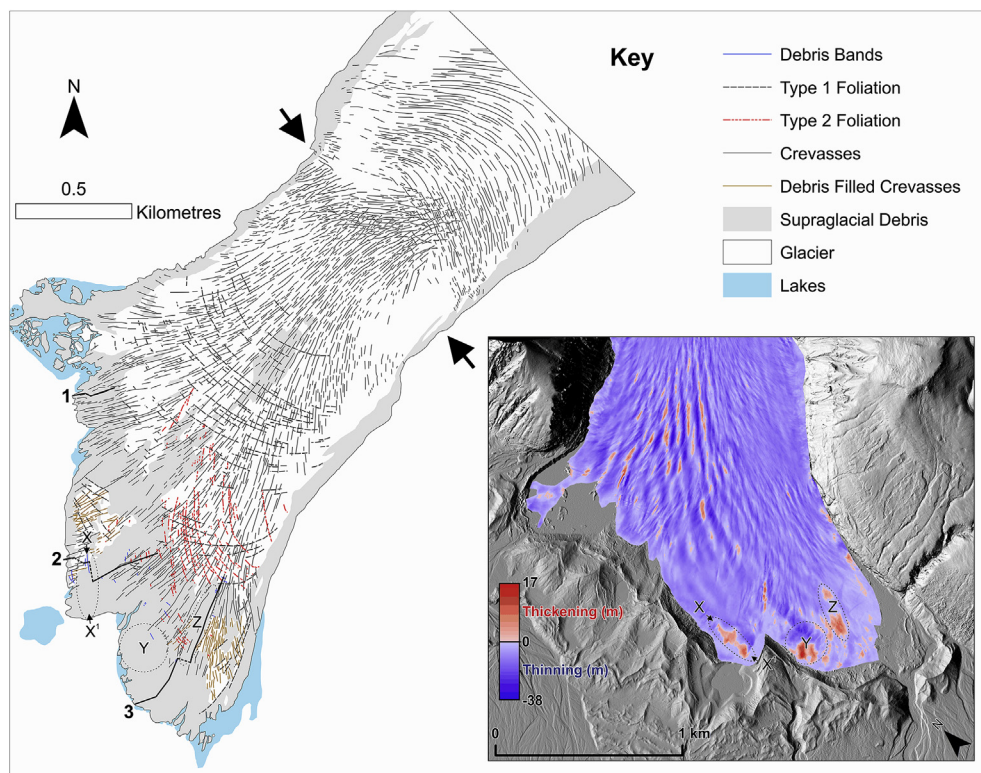 Key
Debris Bands
Type 1 Foliation
Type 2 Foliation
Crevasses
Debris Filled Crevasses
Supraglacial Debris
Glacier
Lakes
N
0.5
Kilometres
1
2
X
X¹
Y
Z
3
17
Thickening (m)
0
Thinning (m)
-38
X
X
Y
Z
0
1 km
N